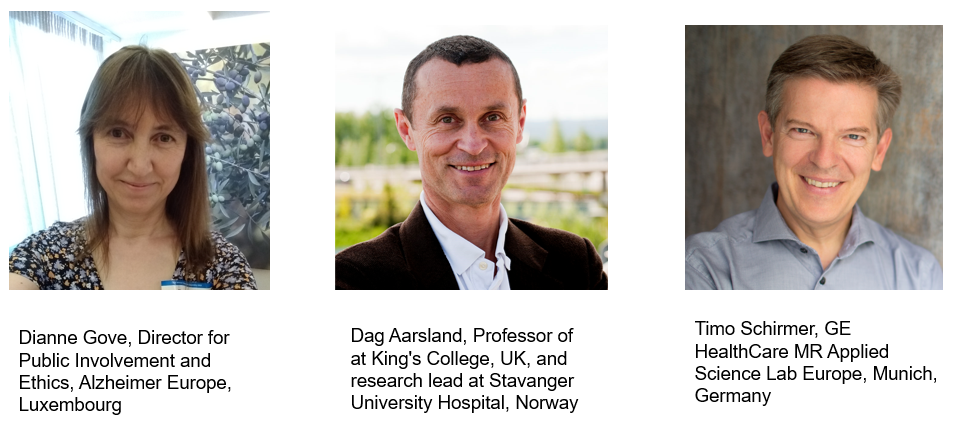 Dianne Gove, Director for
Public Involvement and
Ethics, Alzheimer Europe,
Luxembourg
Dag Aarsland, Professor of
at King's College, UK, and
research lead at Stavanger
University Hospital, Norway
Timo Schirmer, GE
HealthCare MR Applied
Science Lab Europe, Munich,
Germany